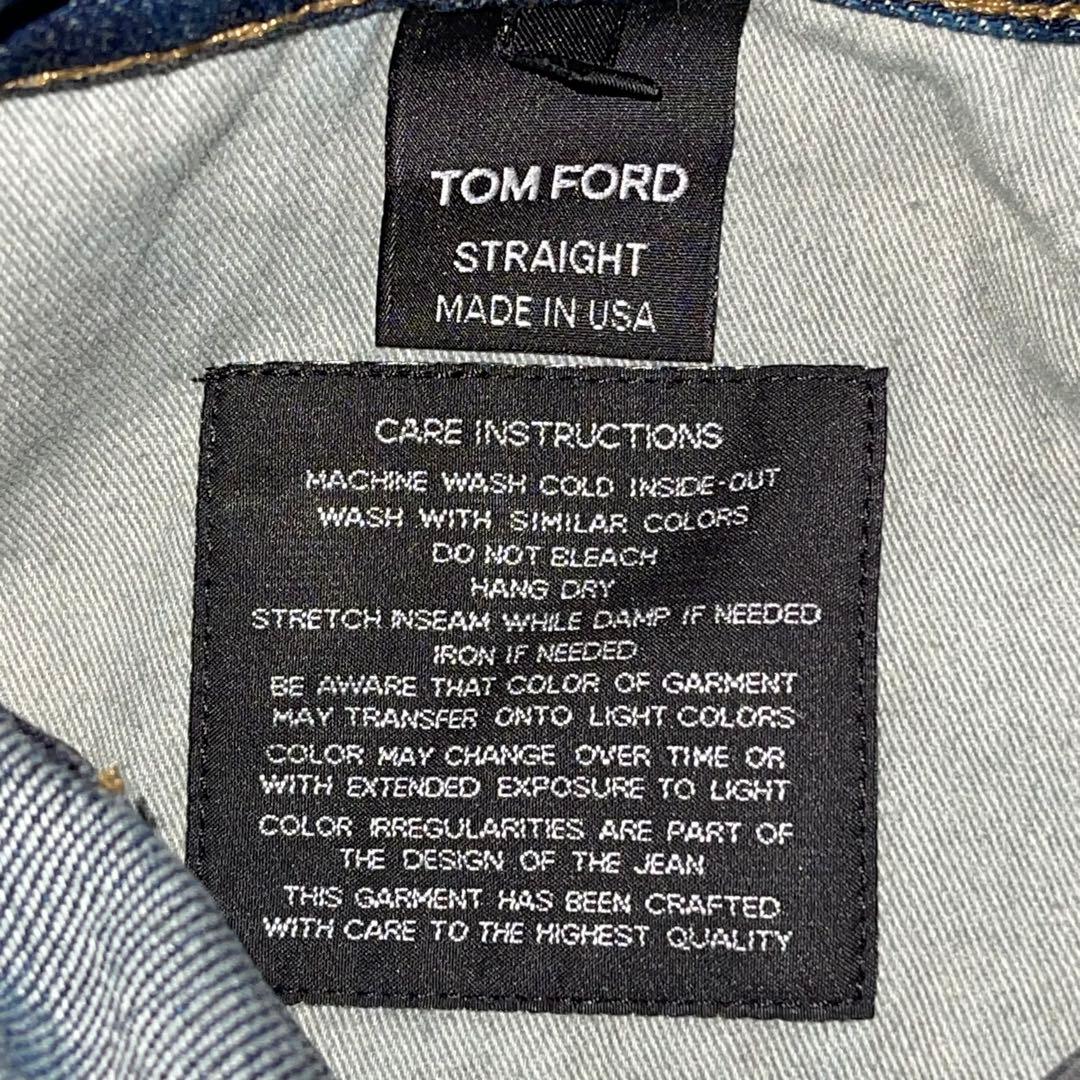 TOM FORD
STRAIGHT
MADE IN USA
CARE INSTRUCTIONS
MACHINE WASH COLD INSIDE-OUT
WASH WITH SIMILAR COLORS
DO NOT BLEACH
HANG DRY
STRETCH INSEAM WHILE DAMP IF NEEDED
IRON IF NEEDED
BE AWARE THAT COLOR OF GARMENT
MAY TRANSFER ONTO LIGHT COLORS
COLOR MAY CHANGE OVER TIME OR
WITH EXTENDED EXPOSURE TO LIGHT
COLOR IRREGULARITIES ARE PART OF
THE DESIGN OF THE JEAN
THIS GARMENT HAS BEEN CRAFTED
WITH CARE TO THE HIGHEST QUALITY